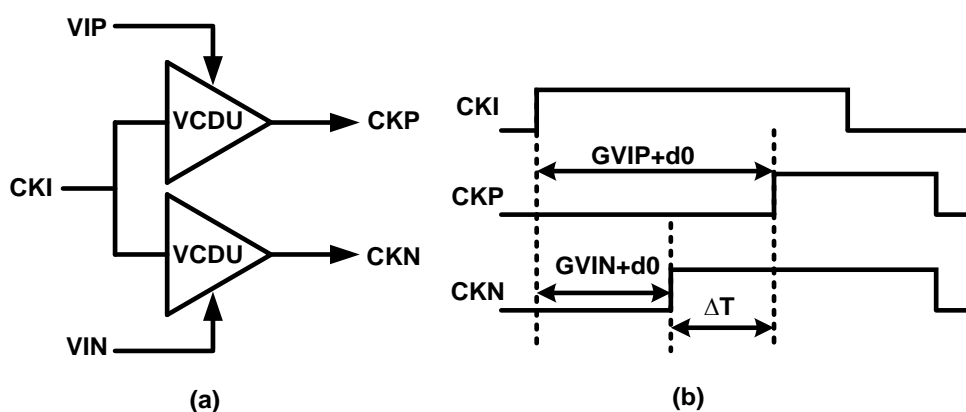 VIP
VCDU
CKP
CKI
VCDU
CKN
VIN
(a)
CKI
GVIP+d0
CKP
GVIN+d0
CKN
ΔT
(b)